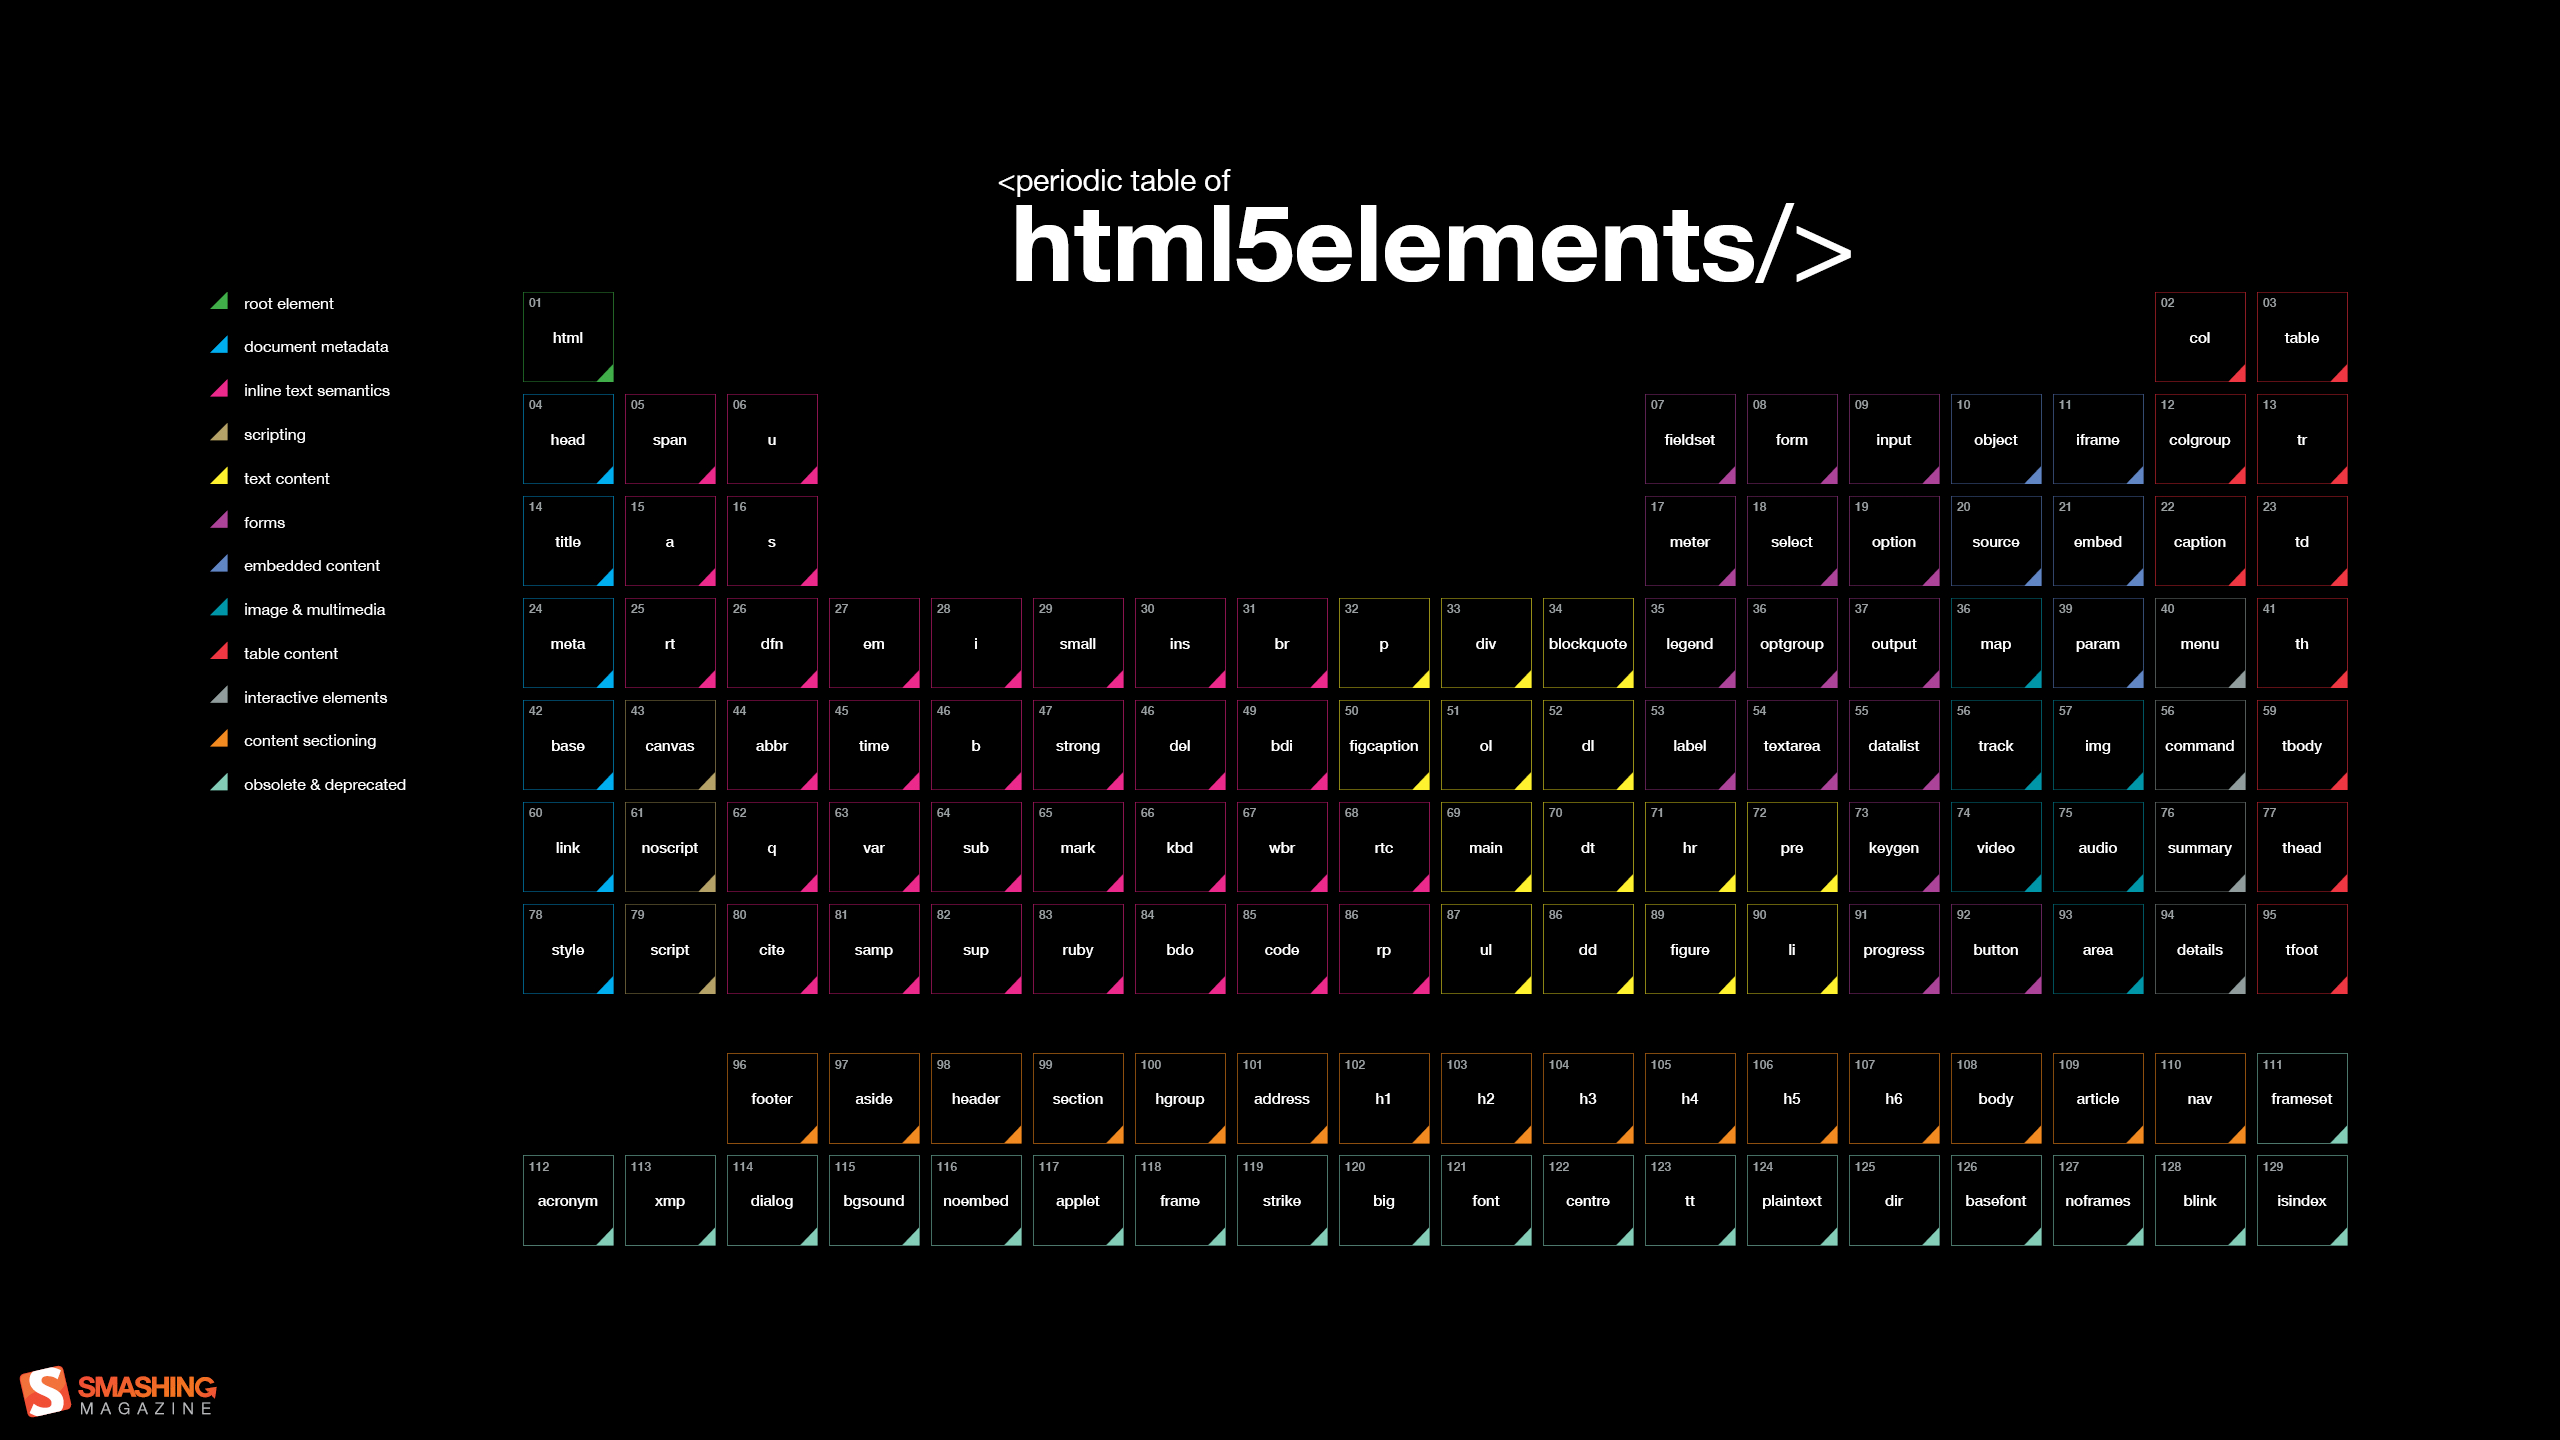 <periodic table of
html5elements/>
root element
document metadata
inline text semantics
scripting
text content
forms
embedded content
image & multimedia
table content
interactive elements
content sectioning
obsolete & deprecated
01 02 03
html col table
04 05 06 07 08 09 10 11 12 13
head span u fieldset form input object iframe colgroup tr
14 15 16 17 18 19 20 21 22 23
title a s meter select option source embed caption td
24 25 26 27 28 29 30 31 32 33 34 35 36 37 36 39 40 41
meta rt dfn em i small ins br p div blockquote legend optgroup output map param menu th
42 43 44 45 46 47 46 49 50 51 52 53 54 55 56 57 56 59
base canvas abbr time b strong del bdi figcaption ol dl label textarea datalist track img command tbody
60 61 62 63 64 65 66 67 68 69 70 71 72 73 74 75 76 77
link noscript q var sub mark kbd wbr rtc main dt hr pre keygen video audio summary thead
78 79 80 81 82 83 84 85 86 87 86 89 90 91 92 93 94 95
style script cite samp sup ruby bdo code rp ul dd figure li progress button area details tfoot
96 97 98 99 100 101 102 103 104 105 106 107 108 109 110 111
footer aside header section hgroup address h1 h2 h3 h4 h5 h6 body article nav frameset
112 113 114 115 116 117 118 119 120 121 122 123 124 125 126 127 128 129
acronym xmp dialog bgsound noembed applet frame strike big font centre tt plaintext dir basefont noframes blink isindex
SMASHING
MAGAZINE